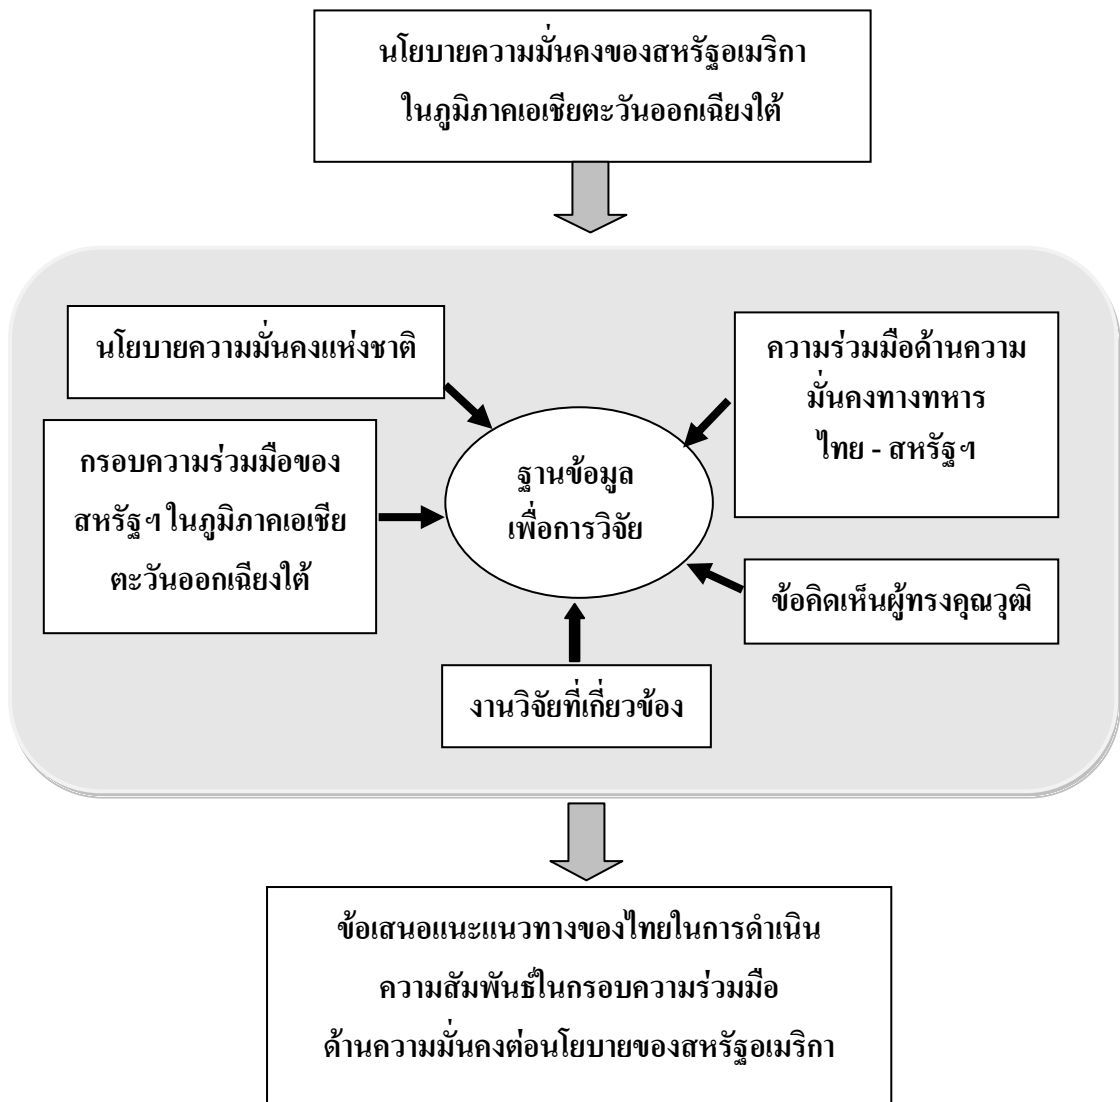 นโยบายความมั่นคงของสหรัฐอเมริกา
ในภูมิภาคเอเชียตะวันออกเฉียงใต้
นโยบายความมั่นคงแห่งชาติ
ความร่วมมือด้านความ
มั่นคงทางทหาร
ไทย - สหรัฐฯ
กรอบความร่วมมือของ
สหรัฐฯ ในภูมิภาคเอเชีย
ตะวันออกเฉียงใต้
ฐานข้อมูล
เพื่อการวิจัย
ข้อคิดเห็นผู้ทรงคุณวุฒิ
งานวิจัยที่เกี่ยวข้อง
ข้อเสนอแนะแนวทางของไทยในการดำเนิน
ความสัมพันธ์ในกรอบความร่วมมือ
ด้านความมั่นคงต่อนโยบายของสหรัฐอเมริกา